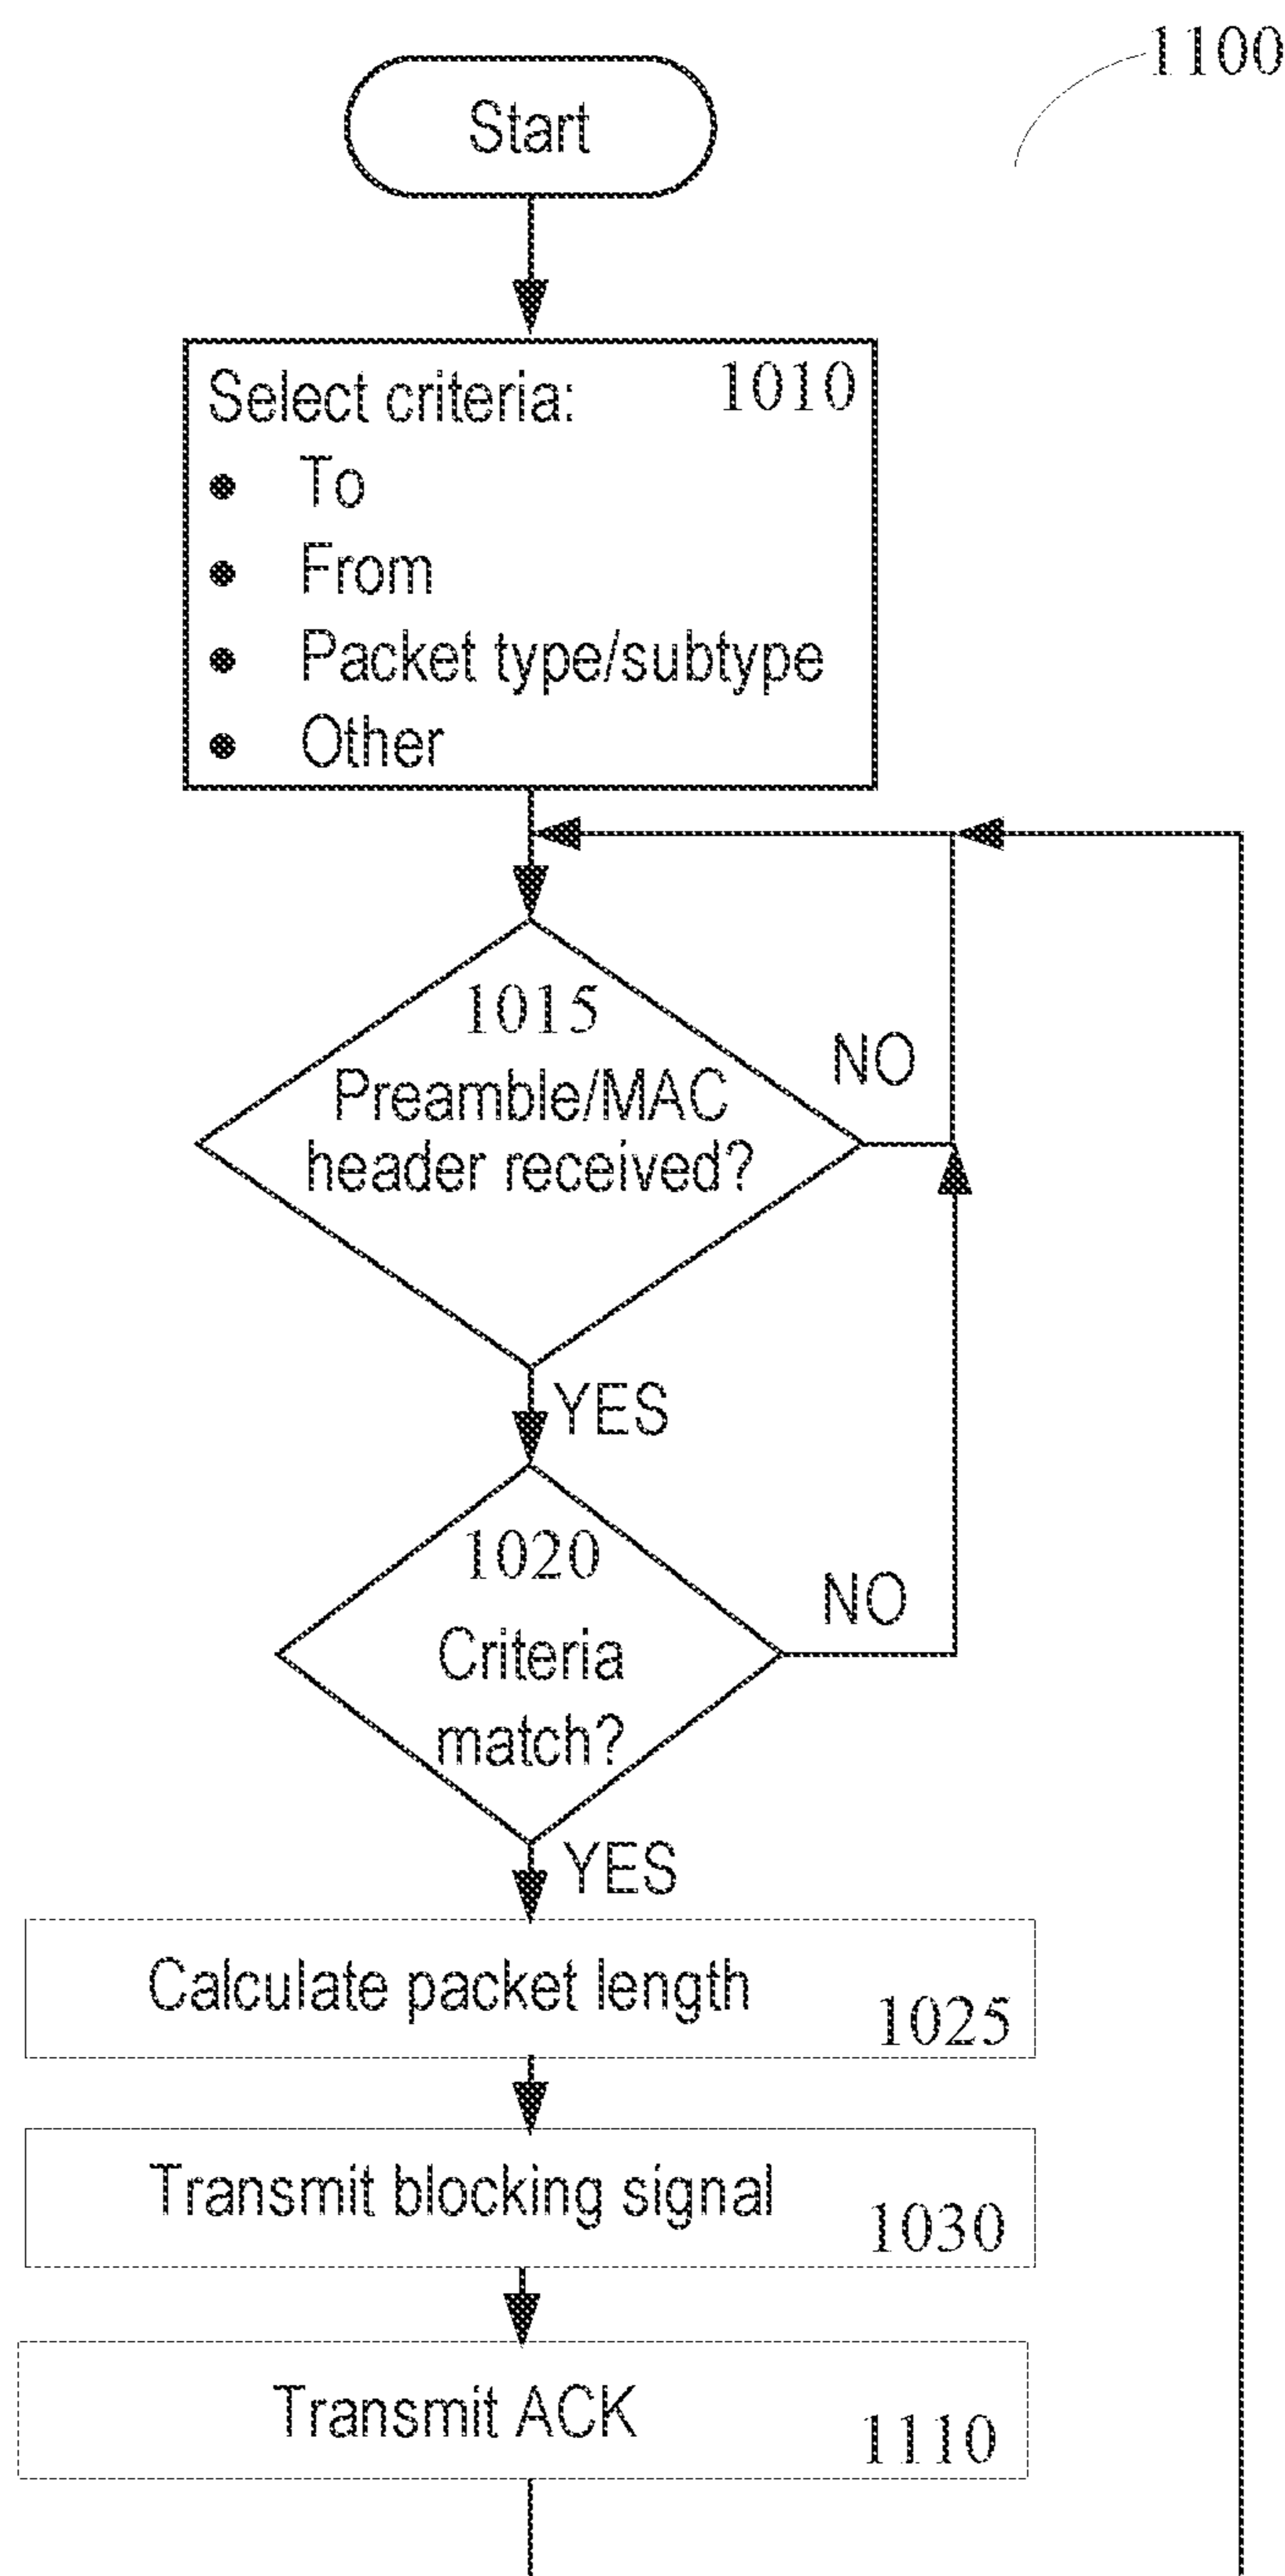 1100
Start
Select criteria: 1010
• To
• From
• Packet type/subtype
• Other
1015
Preamble/MAC
header received?
NO
YES
1020
Criteria
match?
NO
YES
Calculate packet length
1025
Transmit blocking signal
1030
Transmit ACK
1110